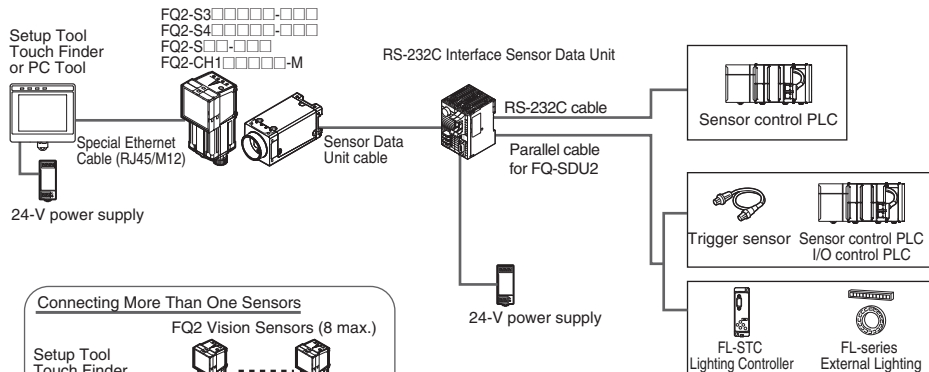 FQ2-S3□□□□□-□□□
FQ2-S4□□□□□-□□□
FQ2-S□□-□□□
FQ2-CH1□□□□□-M
Setup Tool
Touch Finder
or PC Tool
RS-232C Interface Sensor Data Unit
RS-232C cable
Sensor control PLC
Special Ethernet
Cable (RJ45/M12)
Sensor Data
Unit cable
Parallel cable
for FQ-SDU2
24-V power supply
Trigger sensor
Sensor control PLC
I/O control PLC
24-V power supply
FL-STC
Lighting Controller
FL-series
External Lighting
Connecting More Than One Sensors
FQ2 Vision Sensors (8 max.)
Setup Tool
Touch Finder